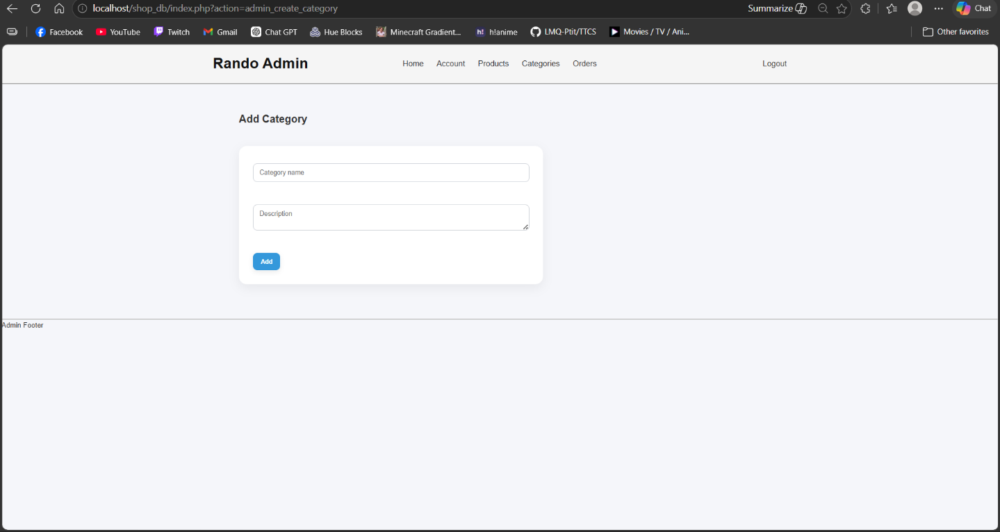 localhost/shop_db/index.php?action=admin_create_category Summarize Chat
Facebook YouTube Twitch Gmail Chat GPT Hue Blocks Minecraft Gradient... h! h!anime LMQ-Ptit/TTCS Movies / TV / Ani... Other favorites
Rando Admin Home Account Products Categories Orders Logout
Add Category
Category name
Description
Add
Admin Footer